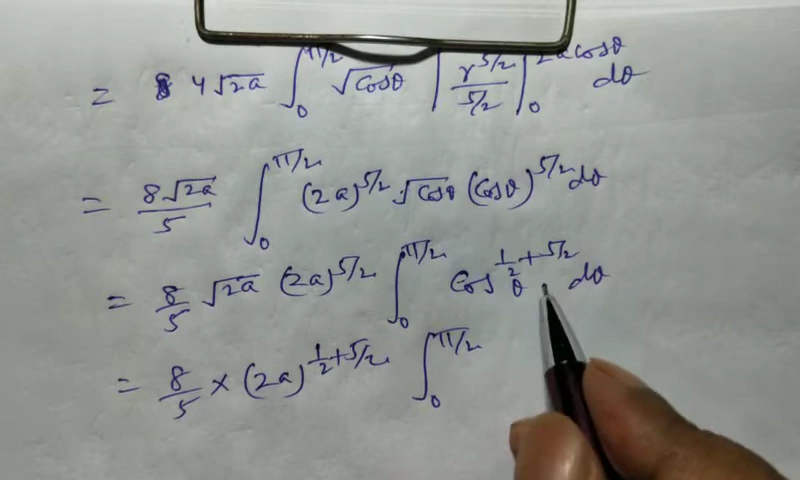 = 4 √2a ∫₀^π/2 √cosθ | r^5/2 / 5/2 |₀^2a cosθ dθ
= 8√2a / 5 ∫₀^π/2 (2a)^5/2 √cosθ (cosθ)^5/2 dθ
= 8/5 √2a (2a)^5/2 ∫₀^π/2 cos^1/2+5/2 θ dθ
= 8/5 × (2a)^1/2+5/2 ∫₀^π/2